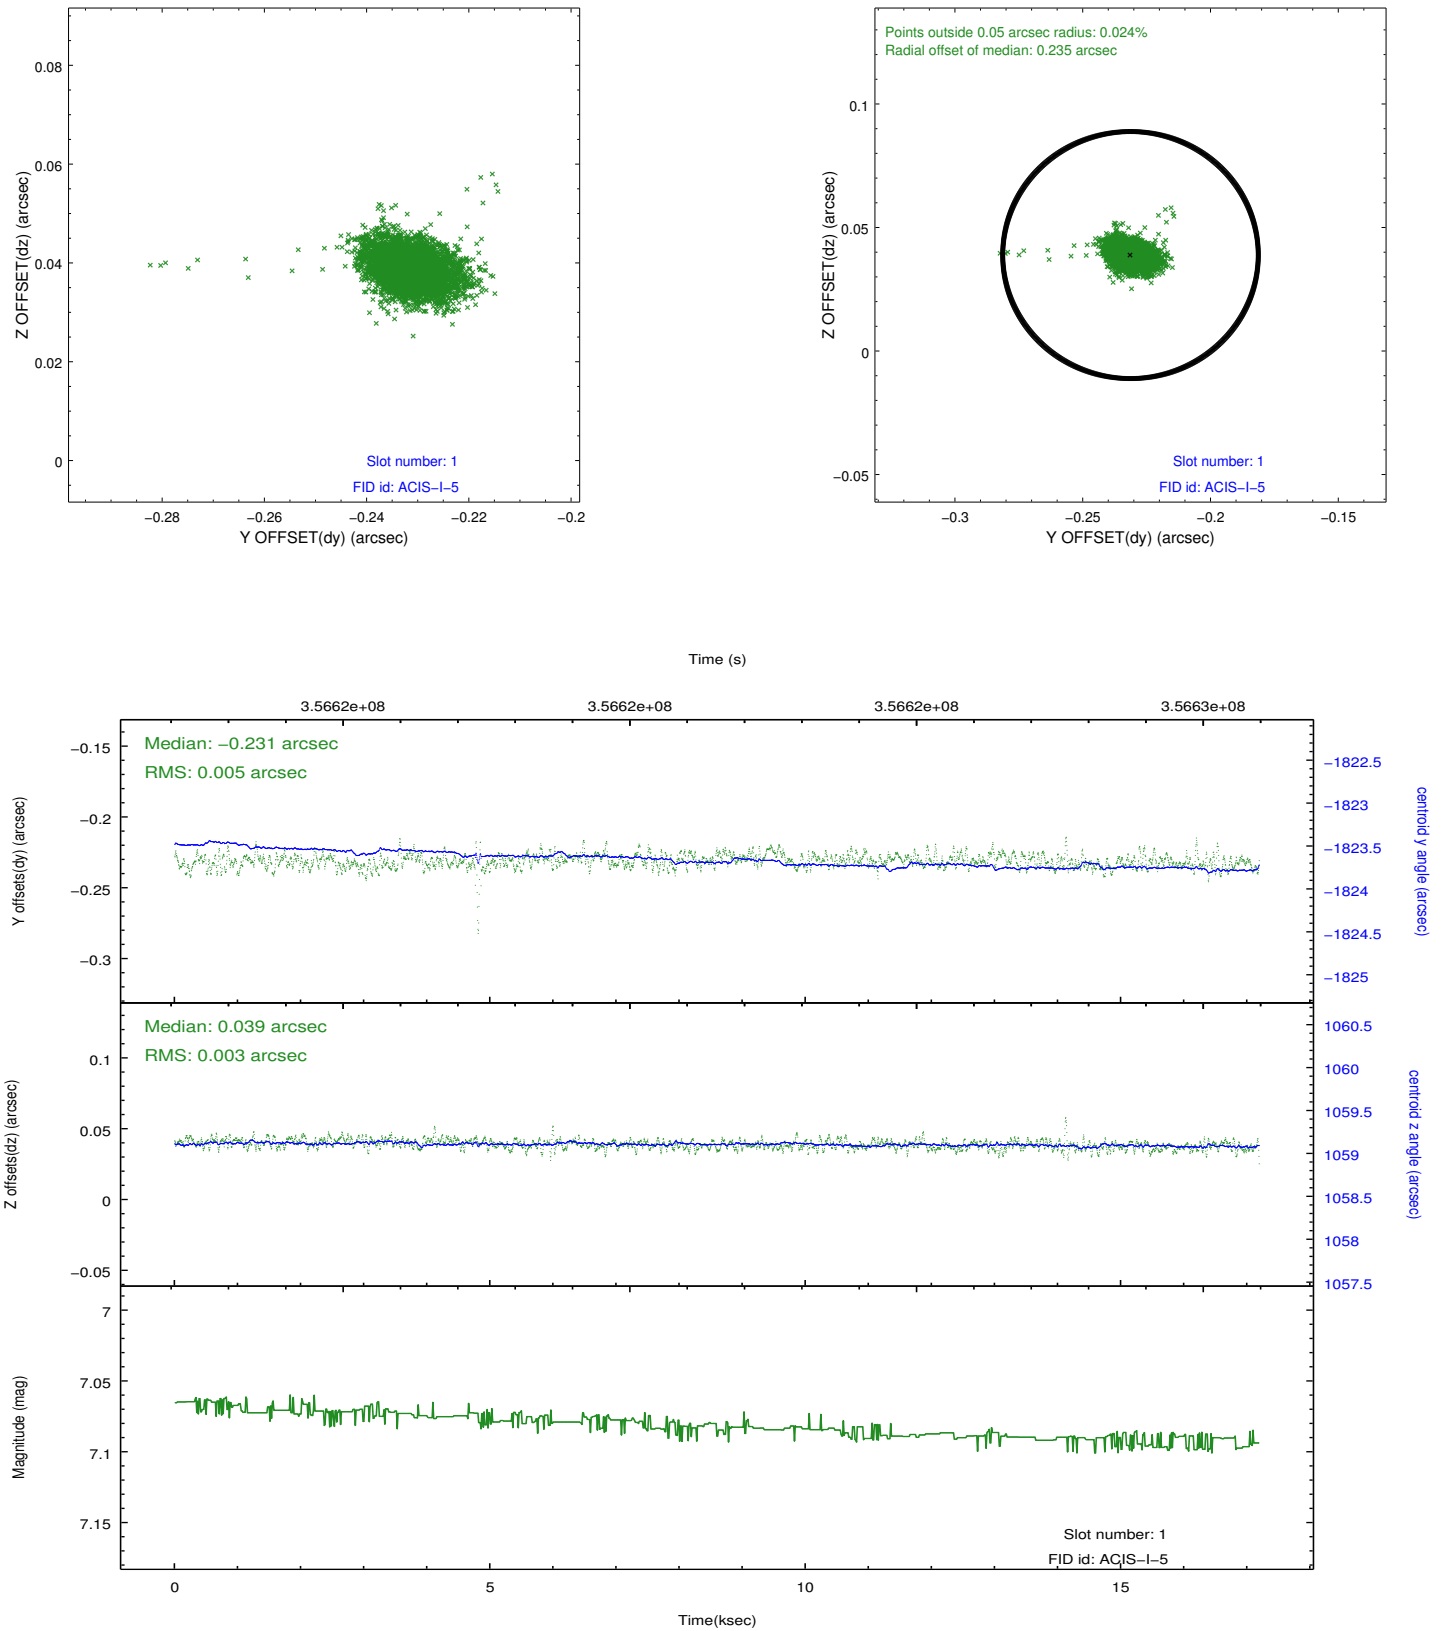 0.08
0.06
0.04
0.02
0
Z OFFSET(dz) (arcsec)
Slot number: 1
FID id: ACIS−I−5
−0.28
−0.26
−0.24
−0.22
−0.2
Y OFFSET(dy) (arcsec)
Points outside 0.05 arcsec radius: 0.024%
Radial offset of median: 0.235 arcsec
0.1
0.05
0
−0.05
Z OFFSET(dz) (arcsec)
Slot number: 1
FID id: ACIS−I−5
−0.3
−0.25
−0.2
−0.15
Y OFFSET(dy) (arcsec)
Time (s)
3.5662e+08
3.5662e+08
3.5662e+08
3.5663e+08
Median: −0.231 arcsec
RMS: 0.005 arcsec
−0.15
−0.2
−0.25
−0.3
Y offsets(dy) (arcsec)
−1822.5
−1823
−1823.5
−1824
−1824.5
−1825
centroid y angle (arcsec)
Median: 0.039 arcsec
RMS: 0.003 arcsec
0.1
0.05
0
−0.05
Z offsets(dz) (arcsec)
1060.5
1060
1059.5
1059
1058.5
1058
1057.5
centroid z angle (arcsec)
7
7.05
7.1
7.15
Magnitude (mag)
Slot number: 1
FID id: ACIS−I−5
0
5
10
15
Time(ksec)